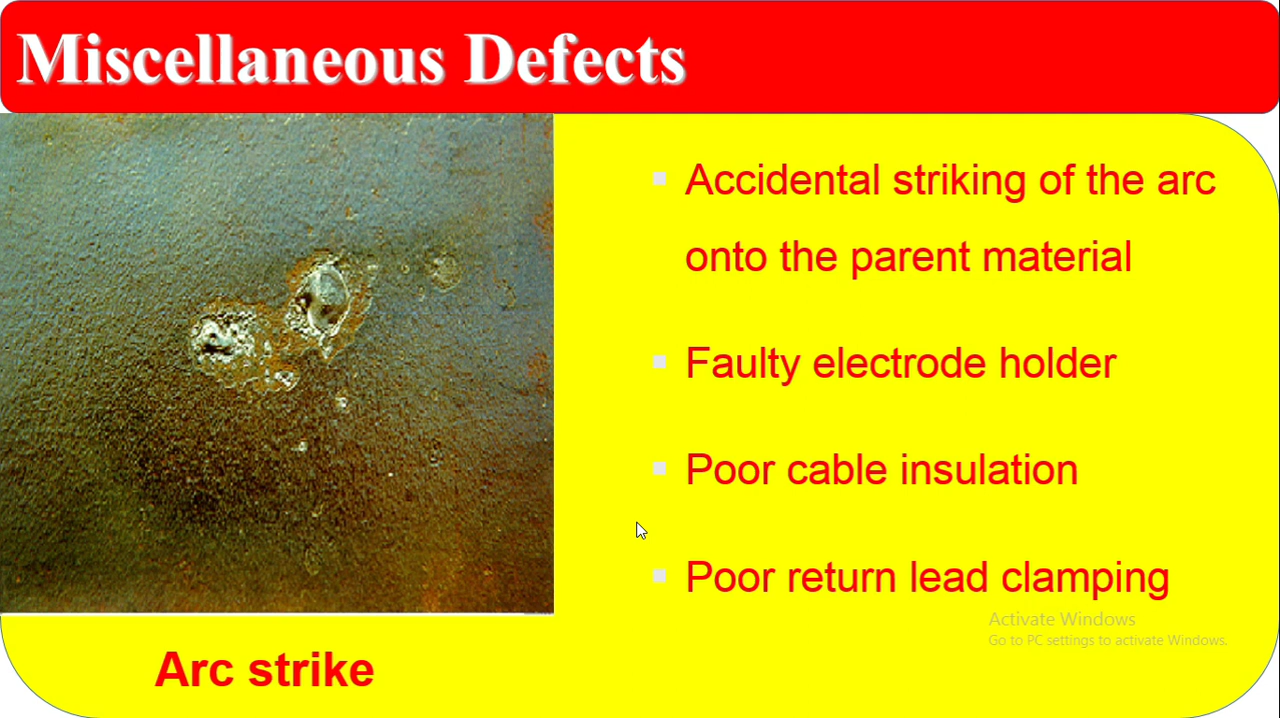 Miscellaneous Defects
Accidental striking of the arc
onto the parent material
Faulty electrode holder
Poor cable insulation
Poor return lead clamping
Activate Windows
Go to PC settings to activate Windows.
Arc strike